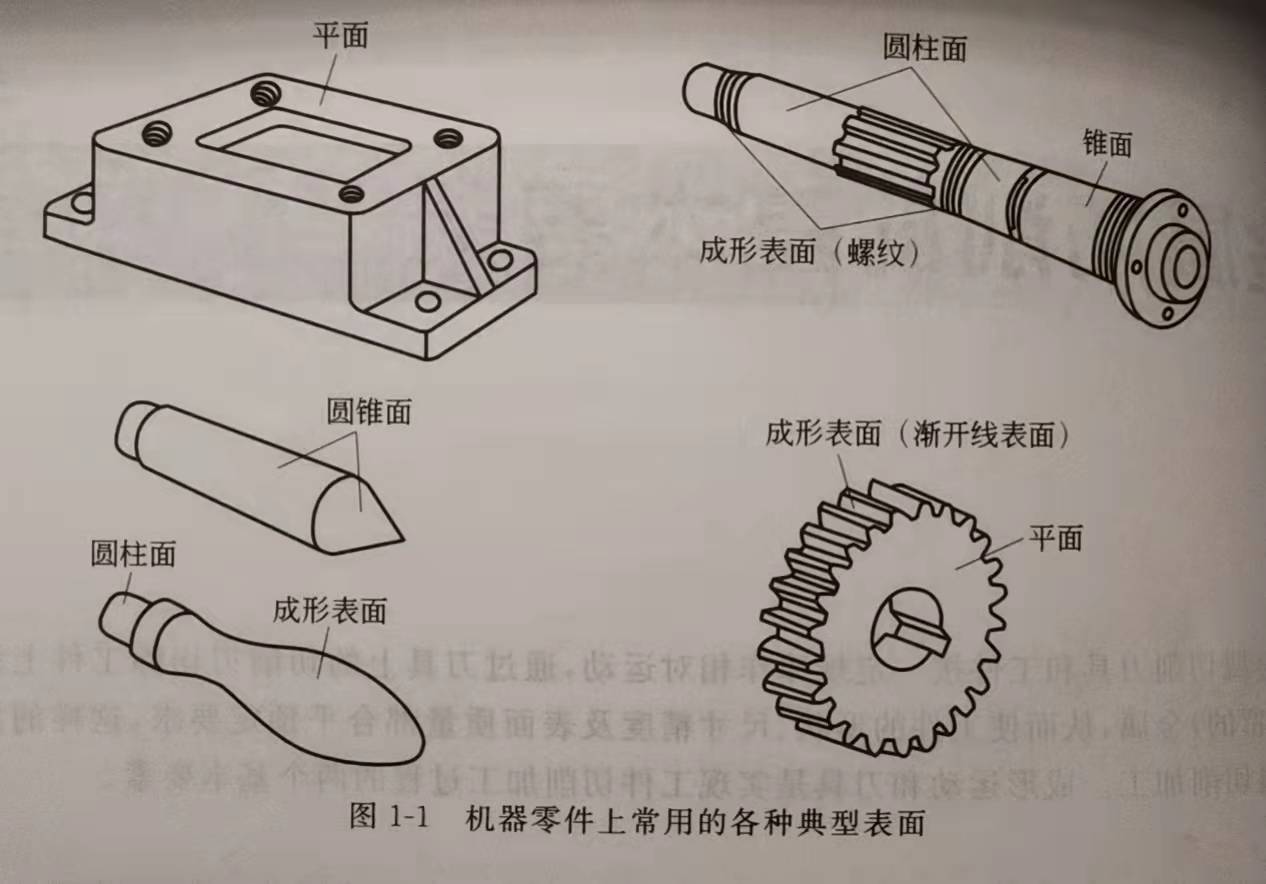 平面
圆柱面
锥面
成形表面（螺纹）
圆锥面
成形表面（渐开线表面）
平面
圆柱面
成形表面
图 1-1 机器零件上常用的各种典型表面